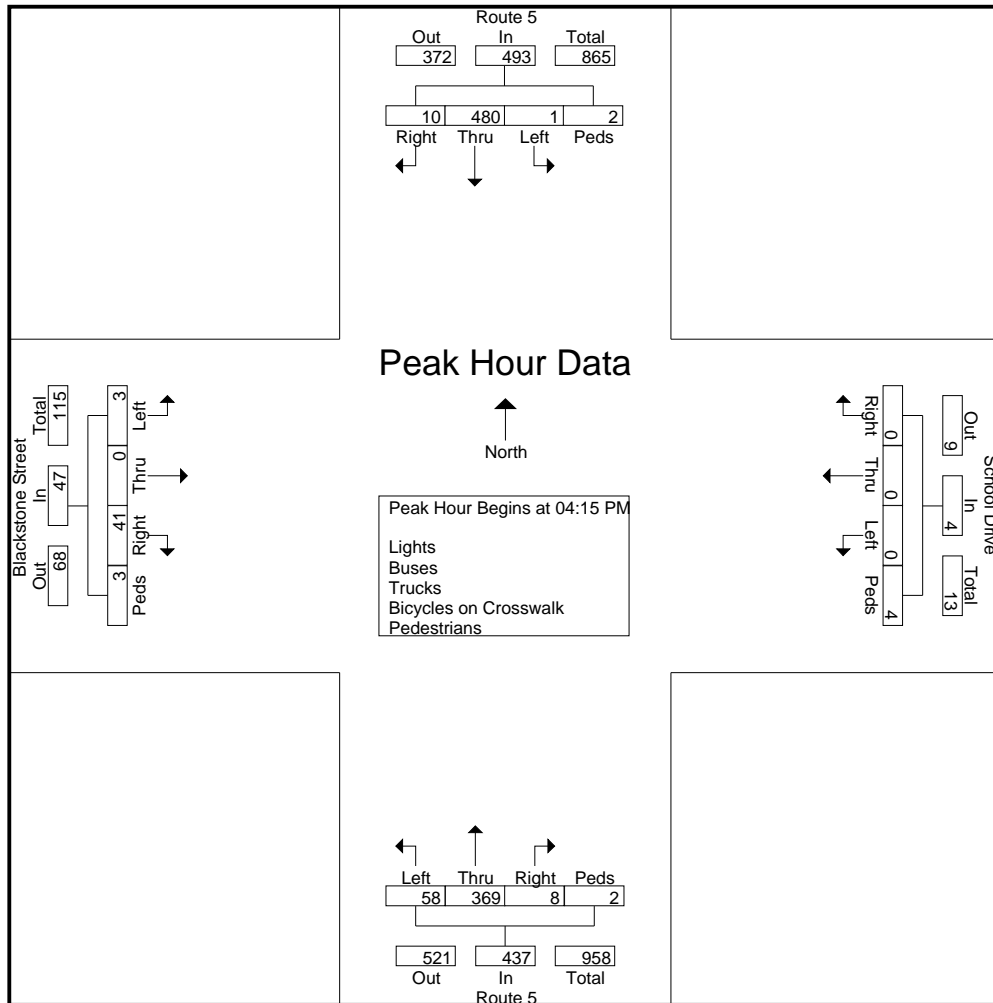 Route 5
Out In Total
372 493 865
10 480 1 2
Right Thru Left Peds
Peak Hour Data
North
Peak Hour Begins at 04:15 PM
Lights
Buses
Trucks
Bicycles on Crosswalk
Pedestrians
Blackstone Street
Out In Total
68 47 115
3 41 0 3
Peds Right Thru Left
School Drive
Out In Total
9 4 13
0 0 0 4
Right Thru Left Peds
Left Thru Right Peds
58 369 8 2
521 437 958
Out In Total
Route 5